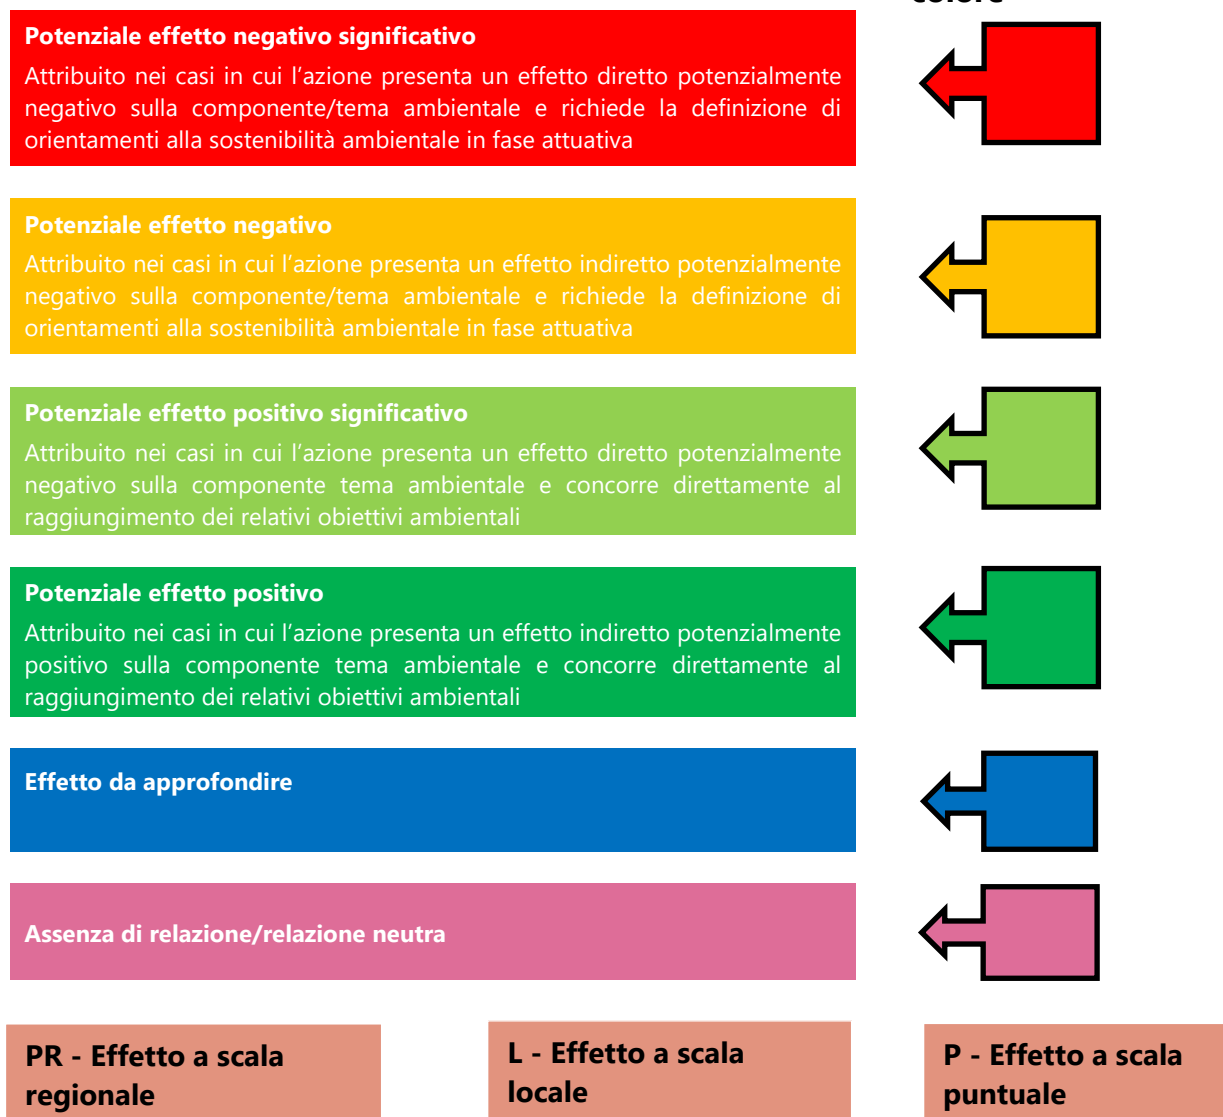 colore
Potenziale effetto negativo significativo
Attribuito nei casi in cui l'azione presenta un effetto diretto potenzialmente
negativo sulla componente/tema ambientale e richiede la definizione di
orientamenti alla sostenibilità ambientale in fase attuativa
Potenziale effetto negativo
Attribuito nei casi in cui l'azione presenta un effetto indiretto potenzialmente
negativo sulla componente/tema ambientale e richiede la definizione di
orientamenti alla sostenibilità ambientale in fase attuativa
Potenziale effetto positivo significativo
Attribuito nei casi in cui l'azione presenta un effetto diretto potenzialmente
negativo sulla componente tema ambientale e concorre direttamente al
raggiungimento dei relativi obiettivi ambientali
Potenziale effetto positivo
Attribuito nei casi in cui l'azione presenta un effetto indiretto potenzialmente
positivo sulla componente tema ambientale e concorre direttamente al
raggiungimento dei relativi obiettivi ambientali
Effetto da approfondire
Assenza di relazione/relazione neutra
PR - Effetto a scala
regionale
L - Effetto a scala
locale
P - Effetto a scala
puntuale